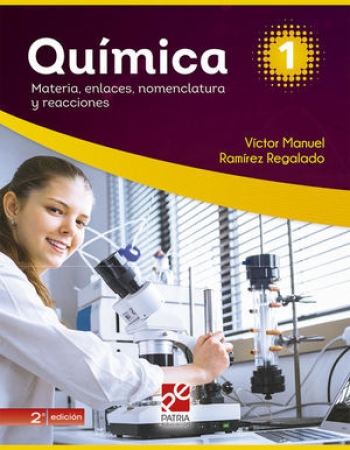 Química 1
Materia, enlaces, nomenclatura
y reacciones
Víctor Manuel
Ramírez Regalado
2ª edición
PATRIA